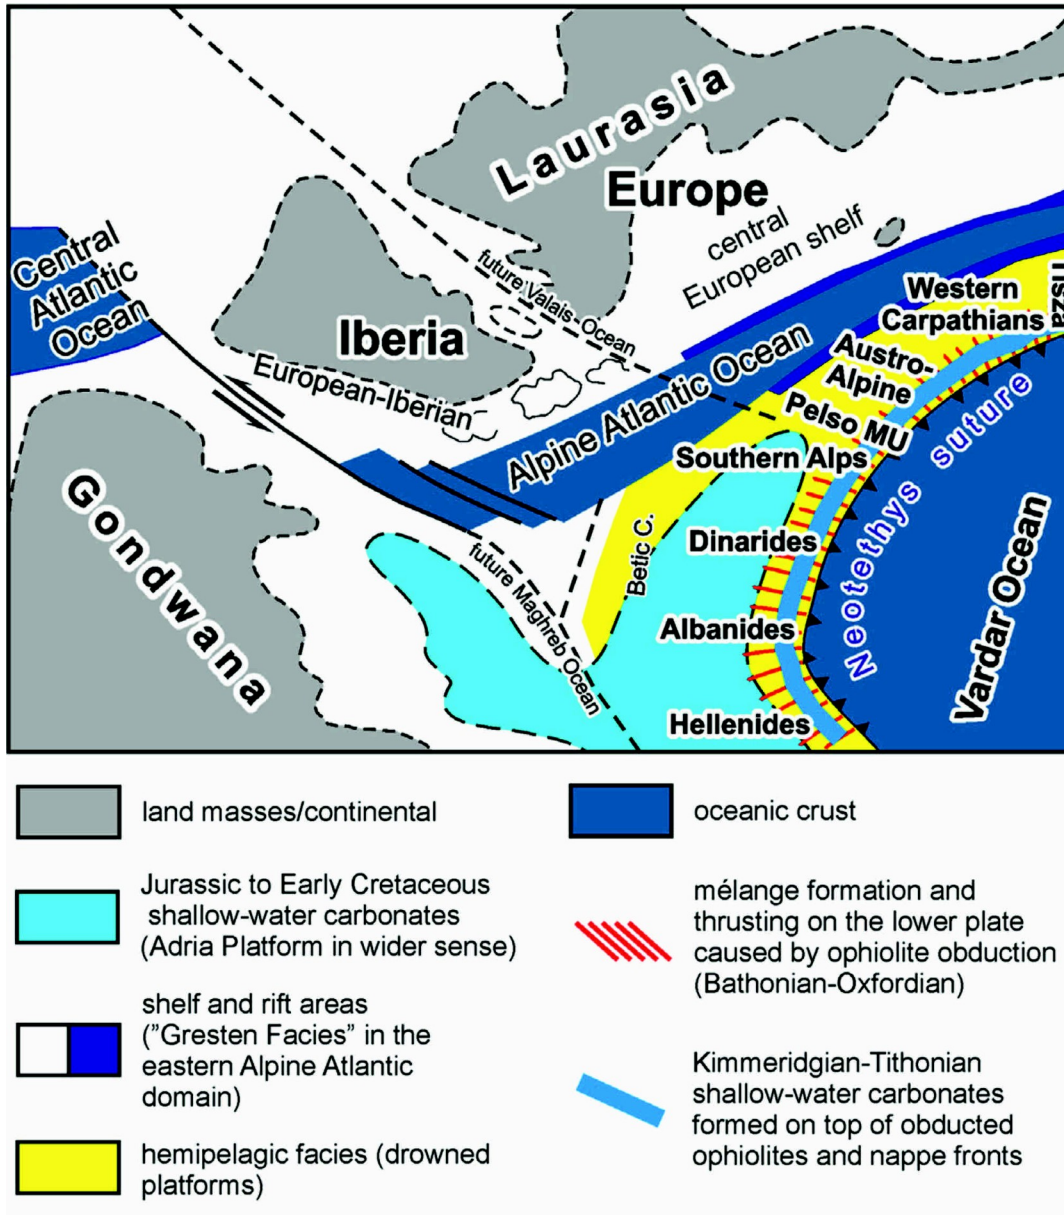 Laurasia
Europe
central
European shelf
Central
Atlantic
Ocean
future Valais Ocean
Iberia
European-Iberian
Alpine Atlantic Ocean
Western
Carpathians
Tisza
Austro-
Alpine
Pelso MU
Southern Alps
Neotethys suture
Gondwana
Betic C.
Dinarides
future Maghreb Ocean
Albanides
Vardar Ocean
Hellenides
land masses/continental
Jurassic to Early Cretaceous
shallow-water carbonates
(Adria Platform in wider sense)
shelf and rift areas
("Gresten Facies" in the
eastern Alpine Atlantic
domain)
hemipelagic facies (drowned
platforms)
oceanic crust
mélange formation and
thrusting on the lower plate
caused by ophiolite obduction
(Bathonian-Oxfordian)
Kimmeridgian-Tithonian
shallow-water carbonates
formed on top of obducted
ophiolites and nappe fronts